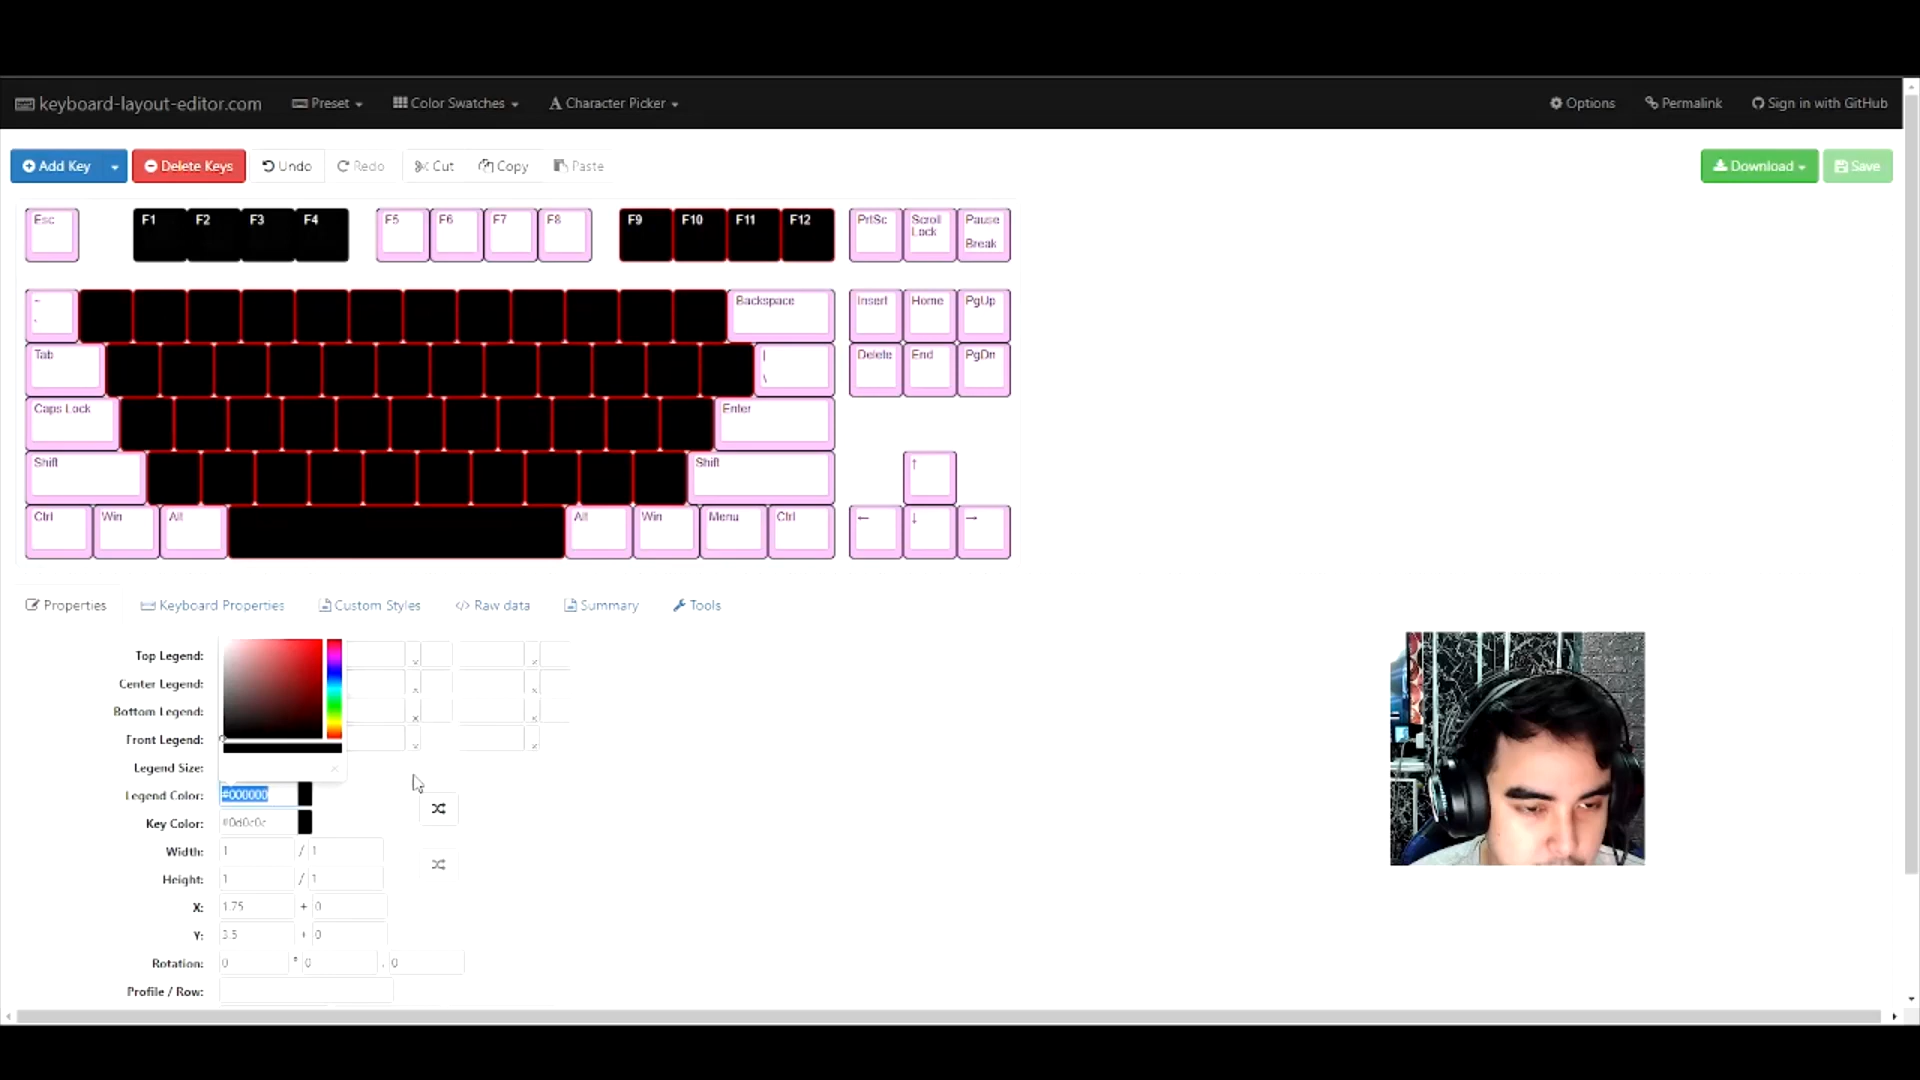 keyboard-layout-editor.com Preset Color Swatches Character Picker Options Permalink Sign in with GitHub
Add Key Delete Keys Undo Redo Cut Copy Paste Download Save
Esc F1 F2 F3 F4 F5 F6 F7 F8 F9 F10 F11 F12 PrtSc Scroll Lock Pause Break
~ ` Backspace Insert Home PgUp
Tab | \ Delete End PgDn
Caps Lock Enter
Shift Shift ↑
Ctrl Win Alt Alt Win Menu Ctrl ← ↓ →
Properties Keyboard Properties Custom Styles Raw data Summary Tools
Top Legend:
Center Legend:
Bottom Legend:
Front Legend:
Legend Size:
Legend Color: #000000
Key Color: #0d0c0c
Width: 1 / 1
Height: 1 / 1
X: 1.75 + 0
Y: 3.5 + 0
Rotation: 0 ° 0 , 0
Profile / Row: